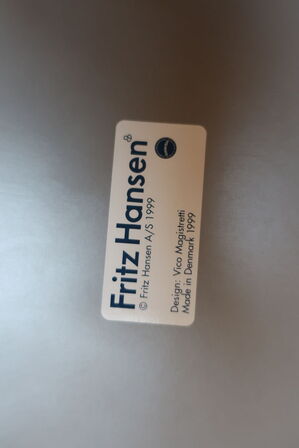 Fritz Hansen
© Fritz Hansen A/S 1999
Design: Vico Magistretti
Made in Denmark 1999